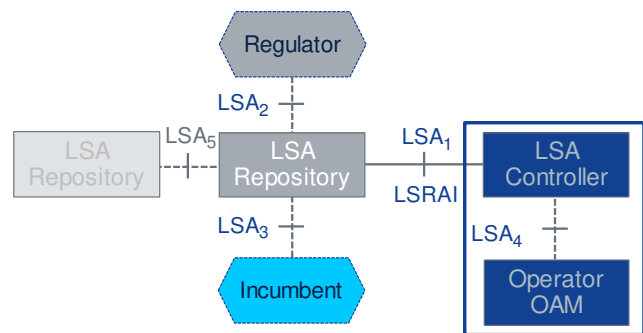 Regulator
LSA2
LSA5
LSA
Repository
LSA
Repository
LSA1
LSRAI
LSA
Controller
LSA3
LSA4
Incumbent
Operator
OAM